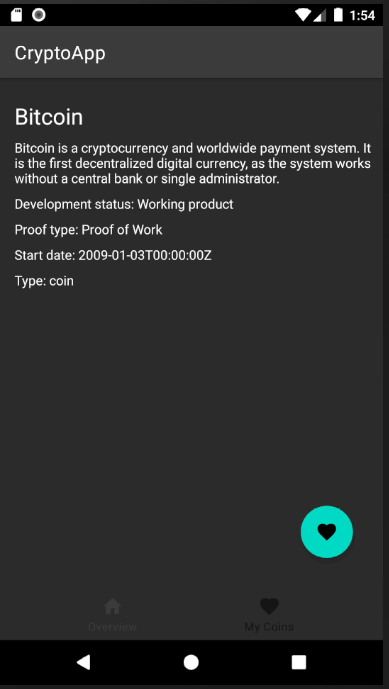 1:54
CryptoApp
Bitcoin
Bitcoin is a cryptocurrency and worldwide payment system. It
is the first decentralized digital currency, as the system works
without a central bank or single administrator.
Development status: Working product
Proof type: Proof of Work
Start date: 2009-01-03T00:00:00Z
Type: coin
Overview
My Coins